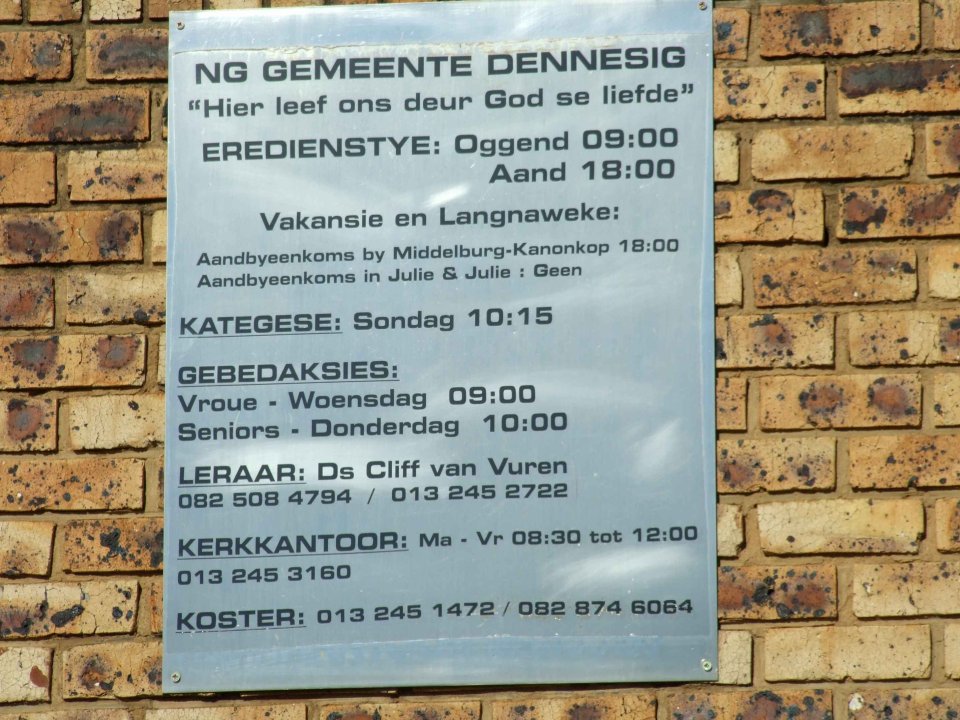 NG GEMEENTE DENNESIG
“Hier leef ons deur God se liefde”
EREDIENSTYE: Oggend 09:00
Aand 18:00
Vakansie en Langnaweke:
Aandbyeenkoms by Middelburg-Kanonkop 18:00
Aandbyeenkoms in Julie & Julie : Geen
KATEGESE: Sondag 10:15
GEBEDAKSIES:
Vroue - Woensdag 09:00
Seniors - Donderdag 10:00
LERAAR: Ds Cliff van Vuren
082 508 4794 / 013 245 2722
KERKKANTOOR: Ma - Vr 08:30 tot 12:00
013 245 3160
KOSTER: 013 245 1472 / 082 874 6064